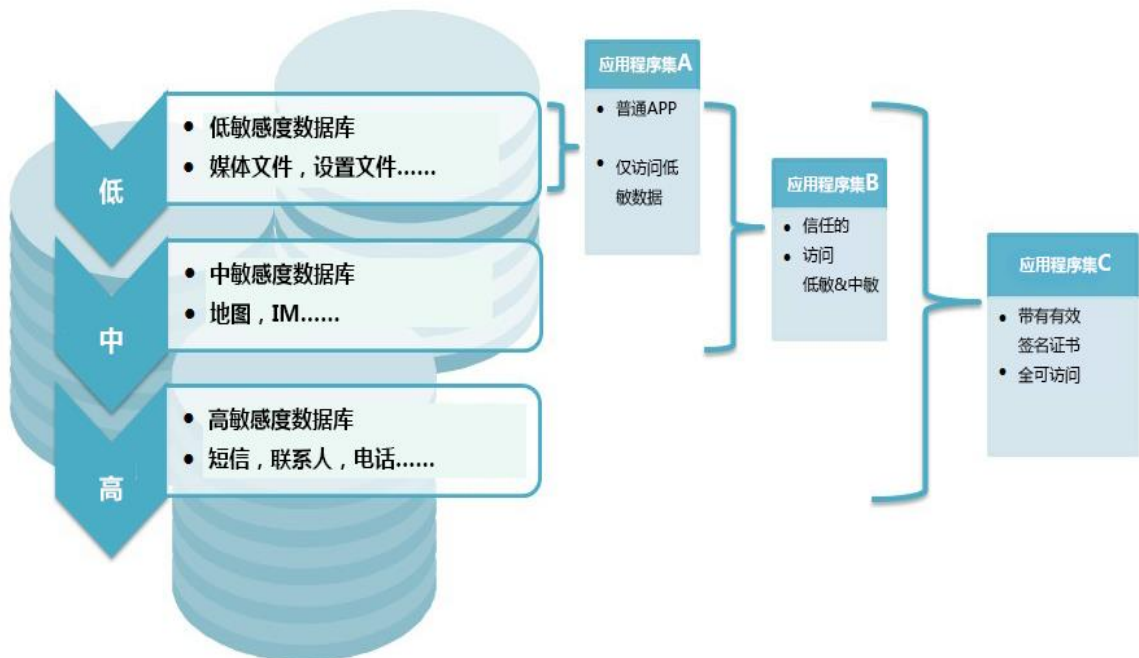 低
低敏感度数据库
媒体文件，设置文件……
中
中敏感度数据库
地图，IM……
高
高敏感度数据库
短信，联系人，电话……
应用程序集A
普通APP
仅访问低
敏数据
应用程序集B
信任的
访问
低敏&中敏
应用程序集C
带有有效
签名证书
全可访问